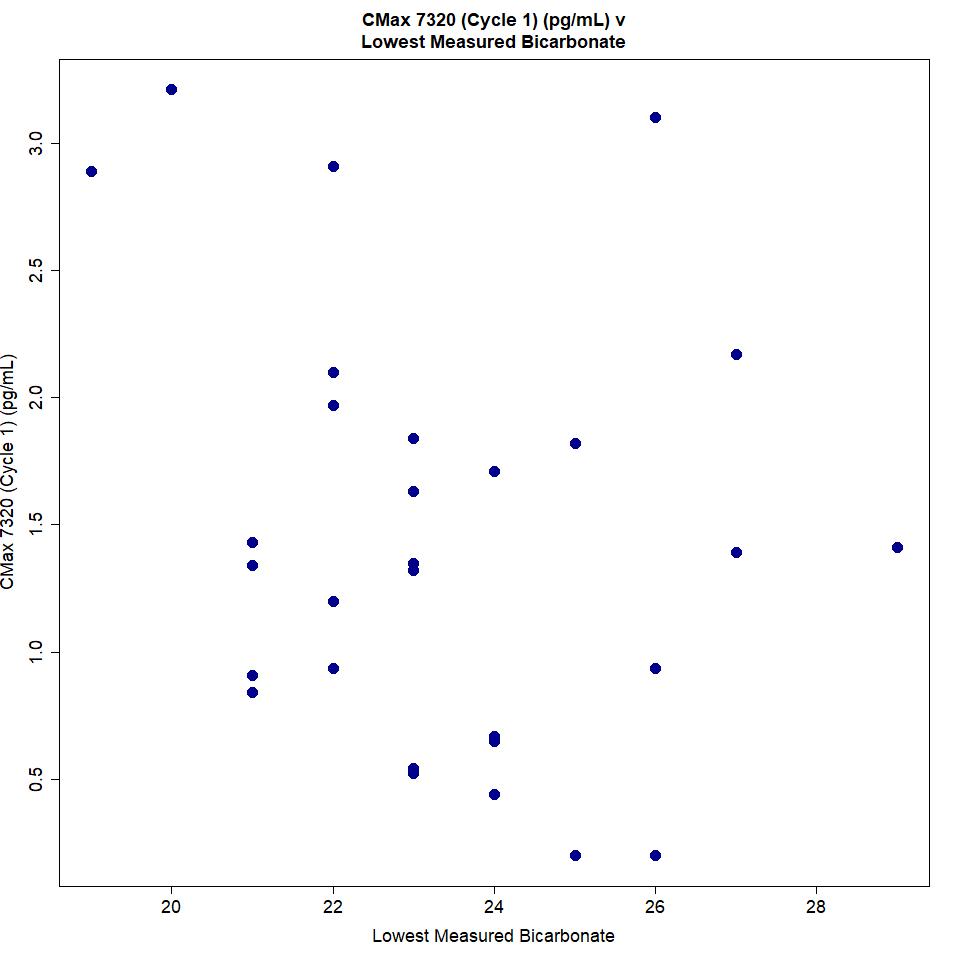 CMax 7320 (Cycle 1) (pg/mL) v
Lowest Measured Bicarbonate
CMax 7320 (Cycle 1) (pg/mL)
3.0
2.5
2.0
1.5
1.0
0.5
20
22
24
26
28
Lowest Measured Bicarbonate